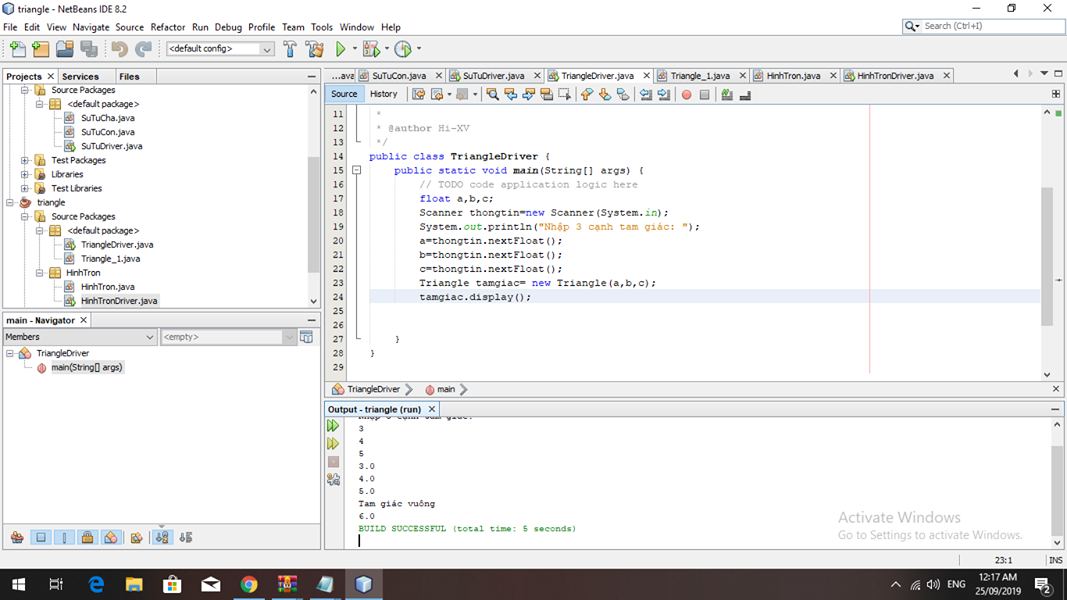 triangle - NetBeans IDE 8.2
File Edit View Navigate Source Refactor Run Debug Profile Team Tools Window Help
Search (Ctrl+I)
<default config>
Projects Services Files
Source Packages
<default package>
SuTuCha.java
SuTuCon.java
SuTuDriver.java
Test Packages
Libraries
Test Libraries
triangle
Source Packages
<default package>
TriangleDriver.java
Triangle_1.java
HinhTron
HinhTron.java
HinhTronDriver.java
main - Navigator
Members <empty>
TriangleDriver
main(String[] args)
...ava SuTuCon.java SuTuDriver.java TriangleDriver.java Triangle_1.java HinhTron.java HinhTronDriver.java
Source History
11 *
12 * @author Hi-XV
13 */
14 public class TriangleDriver {
15 public static void main(String[] args) {
16 // TODO code application logic here
17 float a,b,c;
18 Scanner thongtin=new Scanner(System.in);
19 System.out.println("Nhập 3 cạnh tam giác: ");
20 a=thongtin.nextFloat();
21 b=thongtin.nextFloat();
22 c=thongtin.nextFloat();
23 Triangle tamgiac= new Triangle(a,b,c);
24 tamgiac.display();
25
26
27 }
28 }
29
TriangleDriver main
Output - triangle (run)
Nhập 3 cạnh tam giác:
3
4
5
3.0
4.0
5.0
Tam giác vuông
6.0
BUILD SUCCESSFUL (total time: 5 seconds)
Activate Windows
Go to Settings to activate Windows.
23:1 INS
ENG 12:17 AM
25/09/2019
2